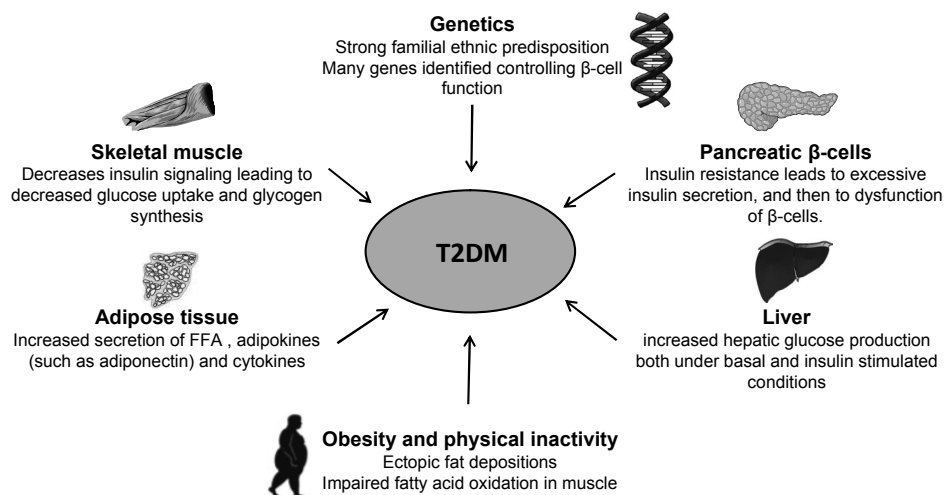 Genetics
Strong familial ethnic predisposition
Many genes identified controlling β-cell
function
Skeletal muscle
Decreases insulin signaling leading to
decreased glucose uptake and glycogen
synthesis
Pancreatic β-cells
Insulin resistance leads to excessive
insulin secretion, and then to dysfunction
of β-cells.
T2DM
Adipose tissue
Increased secretion of FFA , adipokines
(such as adiponectin) and cytokines
Liver
increased hepatic glucose production
both under basal and insulin stimulated
conditions
Obesity and physical inactivity
Ectopic fat depositions
Impaired fatty acid oxidation in muscle